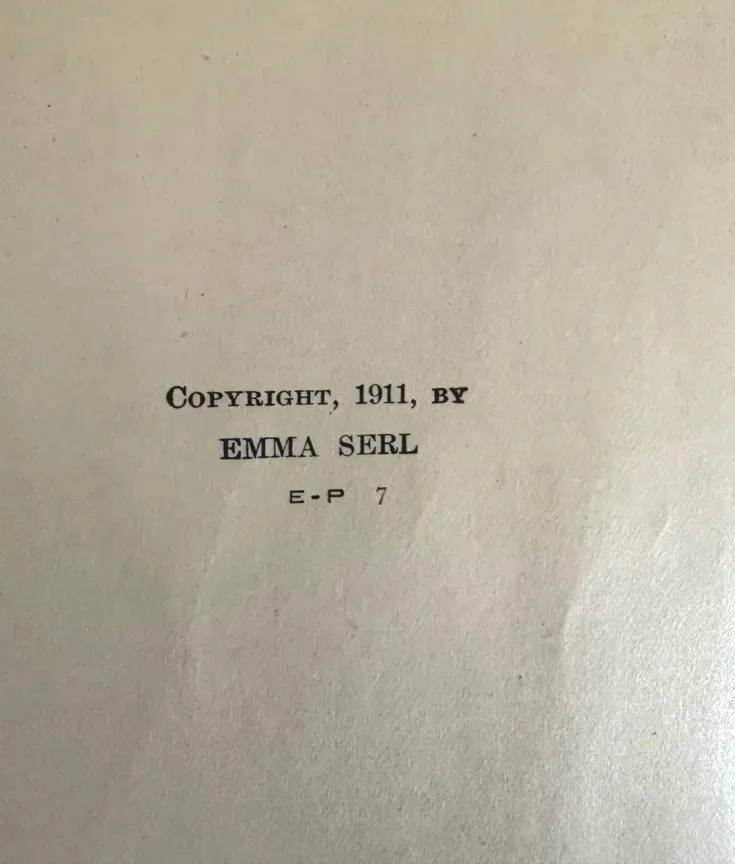 COPYRIGHT, 1911, BY
EMMA SERL
E-P 7